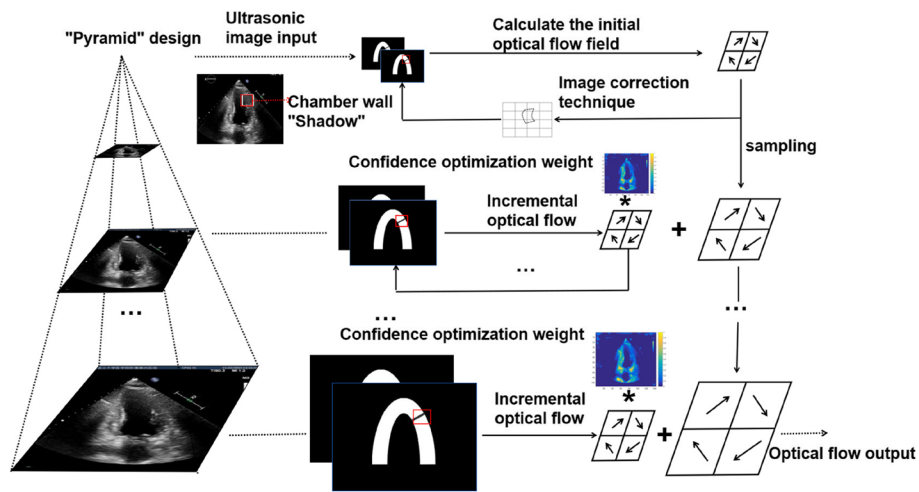 "Pyramid" design
Ultrasonic
image input
Calculate the initial
optical flow field
Image correction
technique
Chamber wall
"Shadow"
sampling
Confidence optimization weight
Incremental
optical flow
*
+
...
...
...
...
Confidence optimization weight
Incremental
optical flow
*
+
Optical flow output